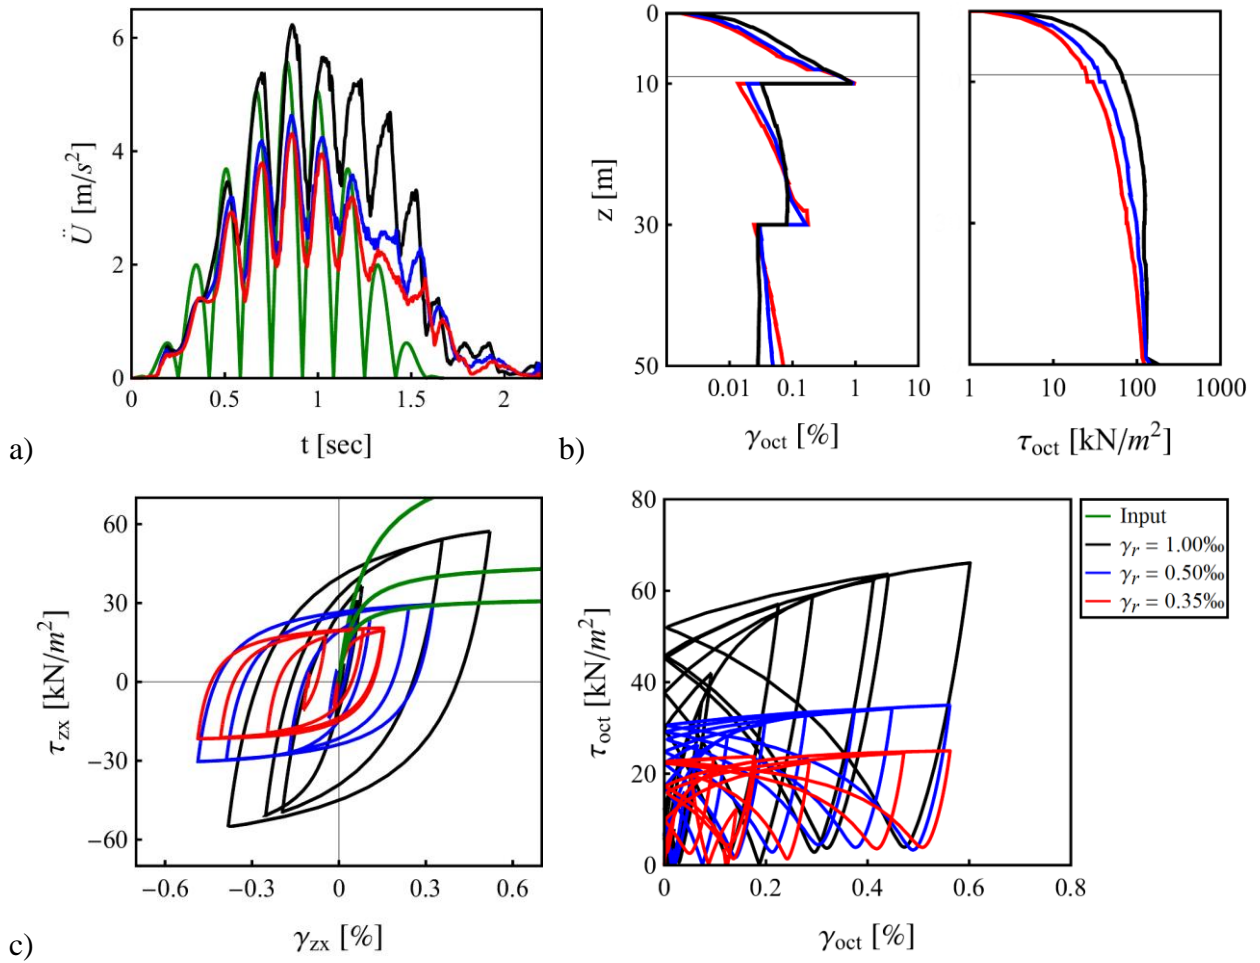 6
4
2
0
Ü [m/s²]
0
0.5
1
1.5
2
t [sec]
a)
0
10
30
50
z [m]
0.01
0.1
1
10
γoct [%]
1
10
100
1000
τoct [kN/m²]
b)
60
30
0
−30
−60
τzx [kN/m²]
−0.6
−0.3
0
0.3
0.6
γzx [%]
c)
80
60
40
20
0
τoct [kN/m²]
0
0.2
0.4
0.6
0.8
γoct [%]
Input
γr = 1.00‰
γr = 0.50‰
γr = 0.35‰